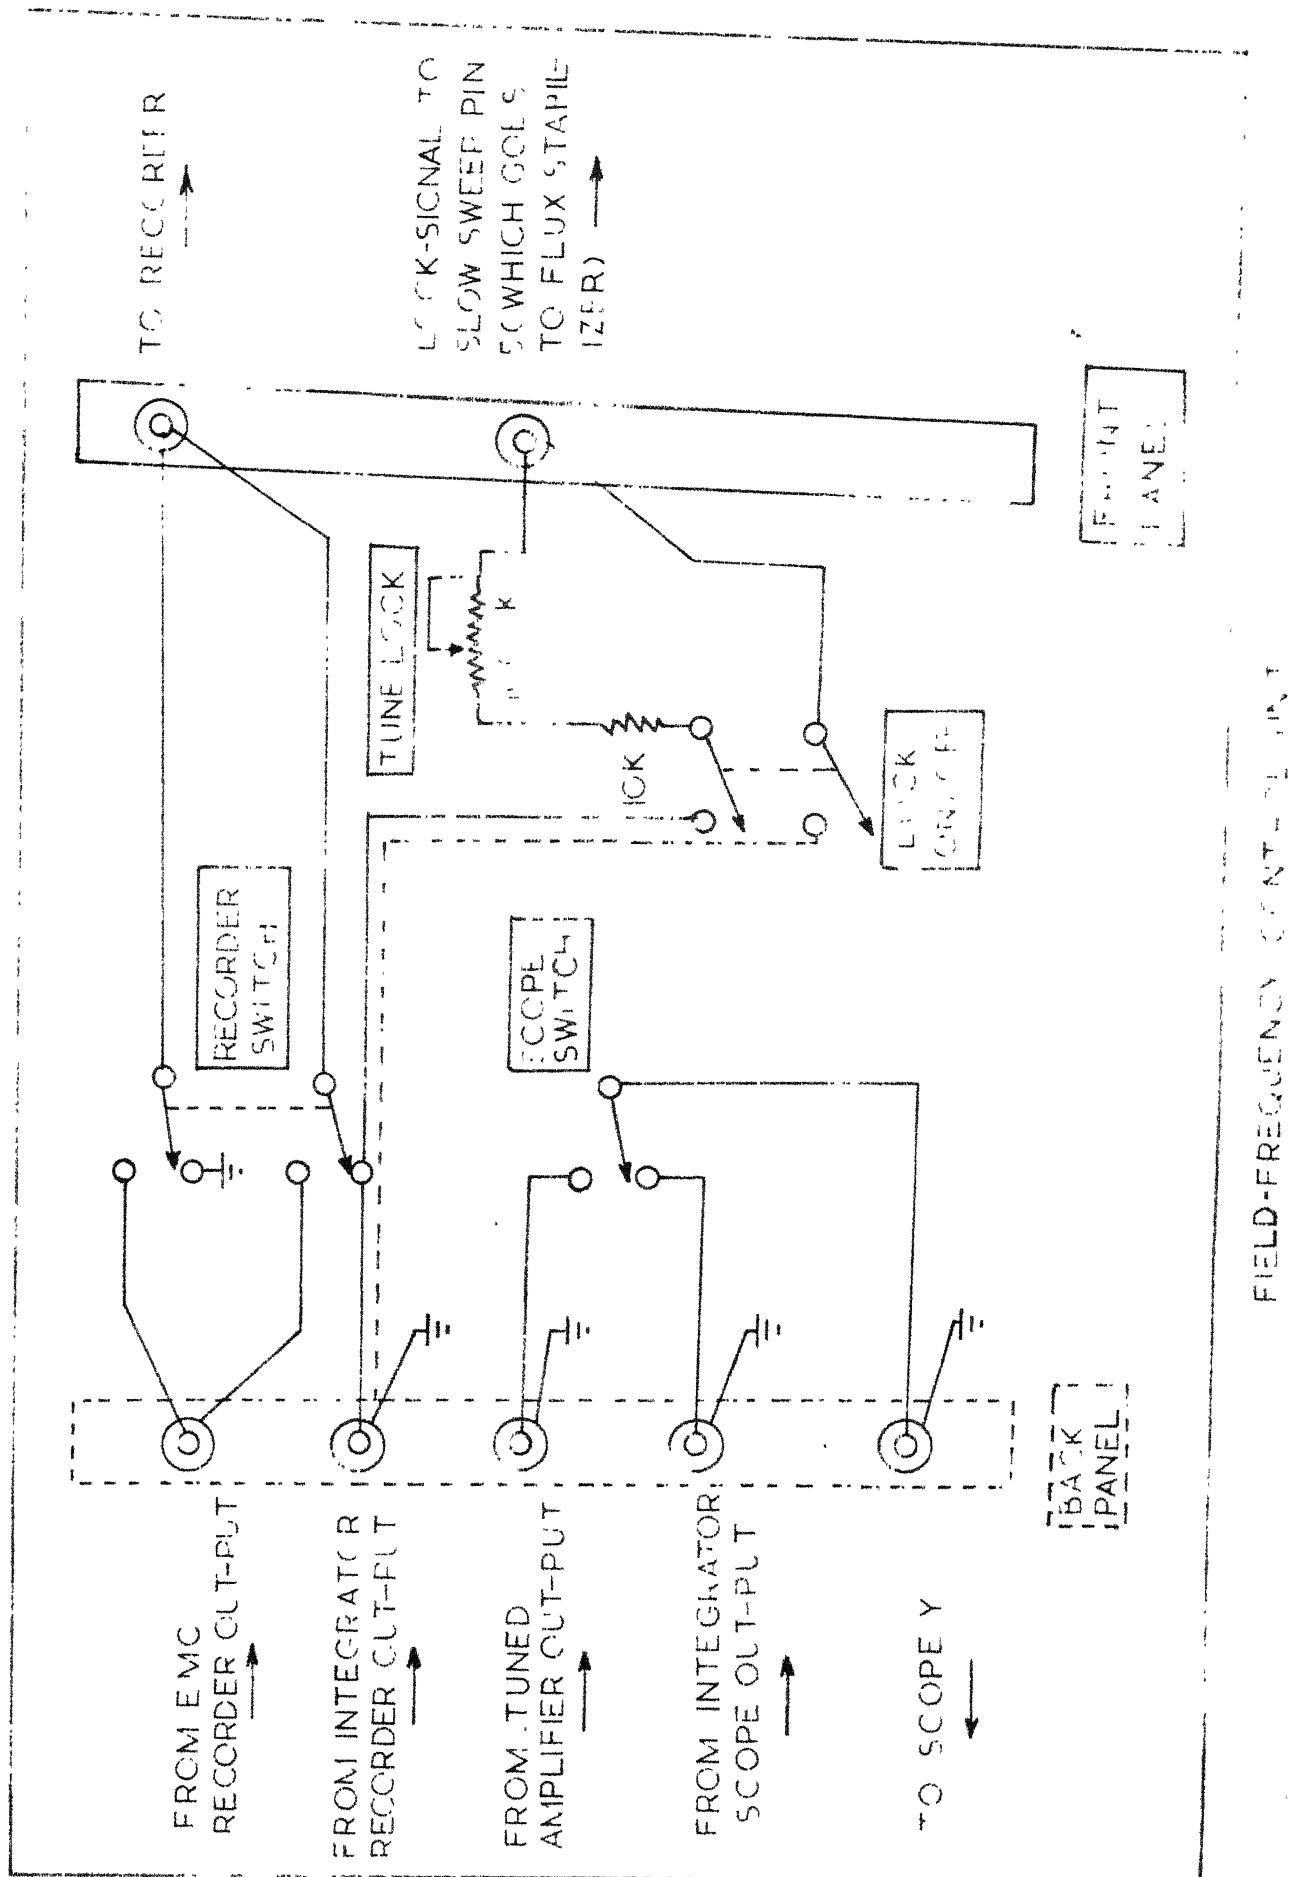 FROM EMC
RECORDER OUT-PUT
FROM INTEGRATOR
RECORDER OUT-PUT
FROM TUNED
AMPLIFIER OUT-PUT
FROM INTEGRATOR
SCOPE OUT-PUT
TO SCOPE Y
BACK
PANEL
RECORDER
SWITCH
SCOPE
SWITCH
TUNE LOCK
K
10K
LOCK
ON/OFF
TO RECORDER
LOCK-SIGNAL TO
SLOW SWEEP PIN
5(WHICH GOES
TO FLUX STABIL-
IZER)
FRONT
PANEL
FIELD-FREQUENCY